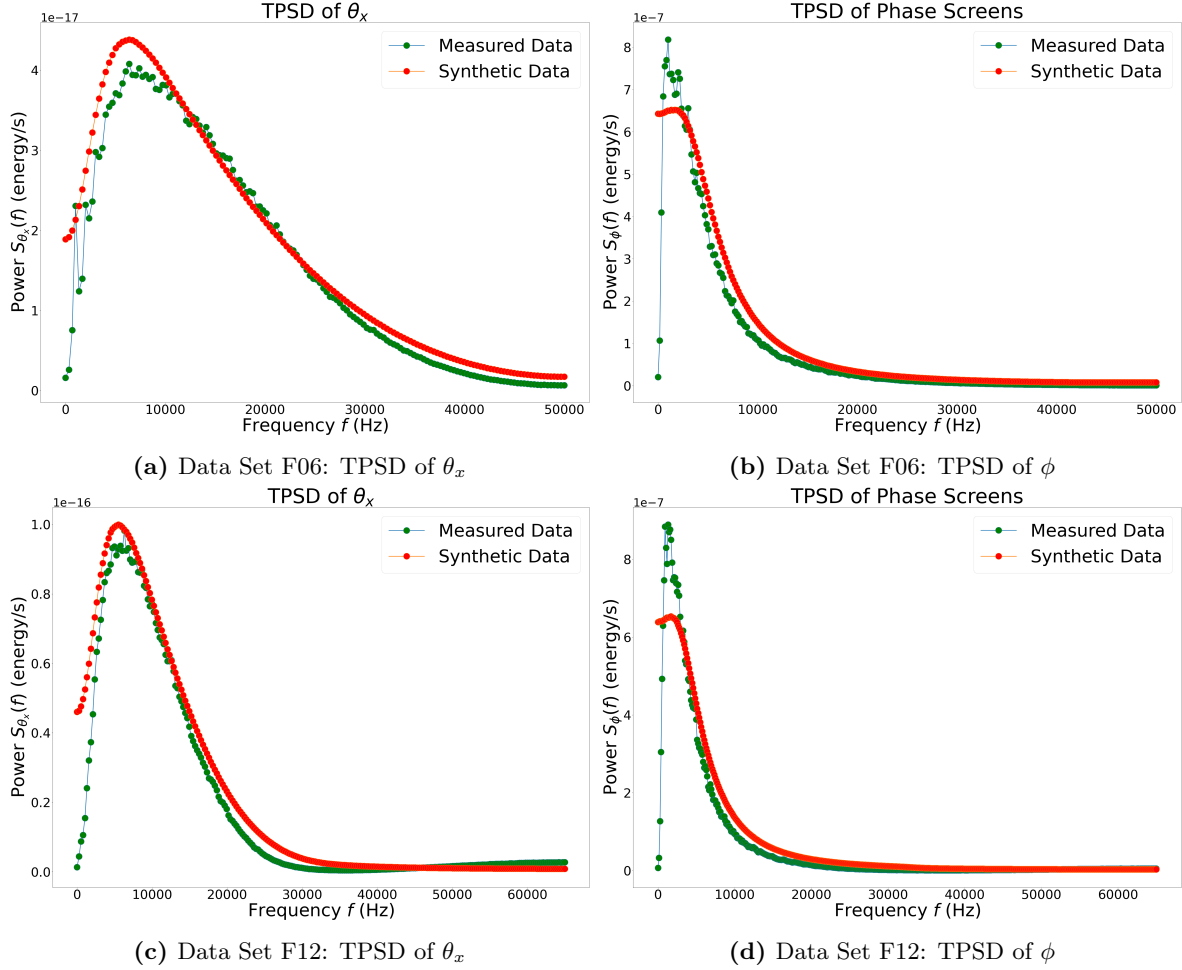 TPSD of θx
1e−17
Measured Data
Synthetic Data
Power Sθx(f) (energy/s)
4
3
2
1
0
0 10000 20000 30000 40000 50000
Frequency f (Hz)
(a) Data Set F06: TPSD of θx
TPSD of Phase Screens
1e−7
Measured Data
Synthetic Data
Power Sϕ(f) (energy/s)
8
7
6
5
4
3
2
1
0
0 10000 20000 30000 40000 50000
Frequency f (Hz)
(b) Data Set F06: TPSD of ϕ
TPSD of θx
1e−16
Measured Data
Synthetic Data
Power Sθx(f) (energy/s)
1.0
0.8
0.6
0.4
0.2
0.0
0 10000 20000 30000 40000 50000 60000
Frequency f (Hz)
(c) Data Set F12: TPSD of θx
TPSD of Phase Screens
1e−7
Measured Data
Synthetic Data
Power Sϕ(f) (energy/s)
8
6
4
2
0
0 10000 20000 30000 40000 50000 60000
Frequency f (Hz)
(d) Data Set F12: TPSD of ϕ